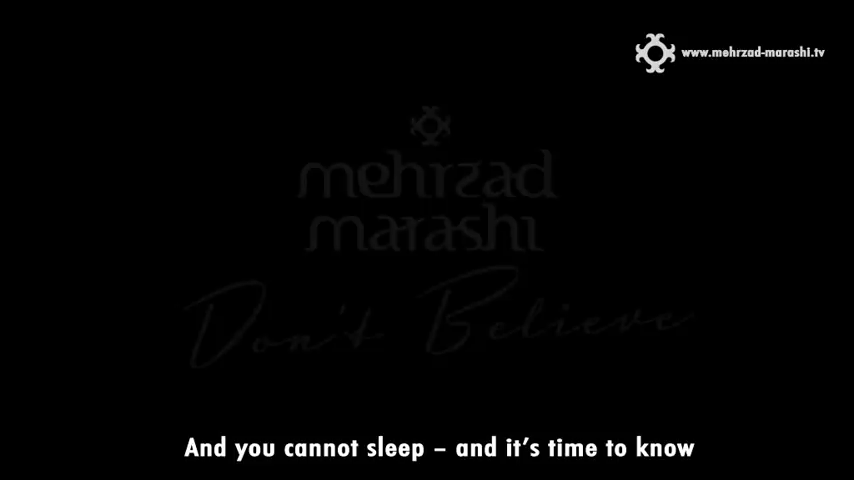 www.mehrzad-marashi.tv
mehrzad
marashi
Don't Believe
And you cannot sleep – and it's time to know